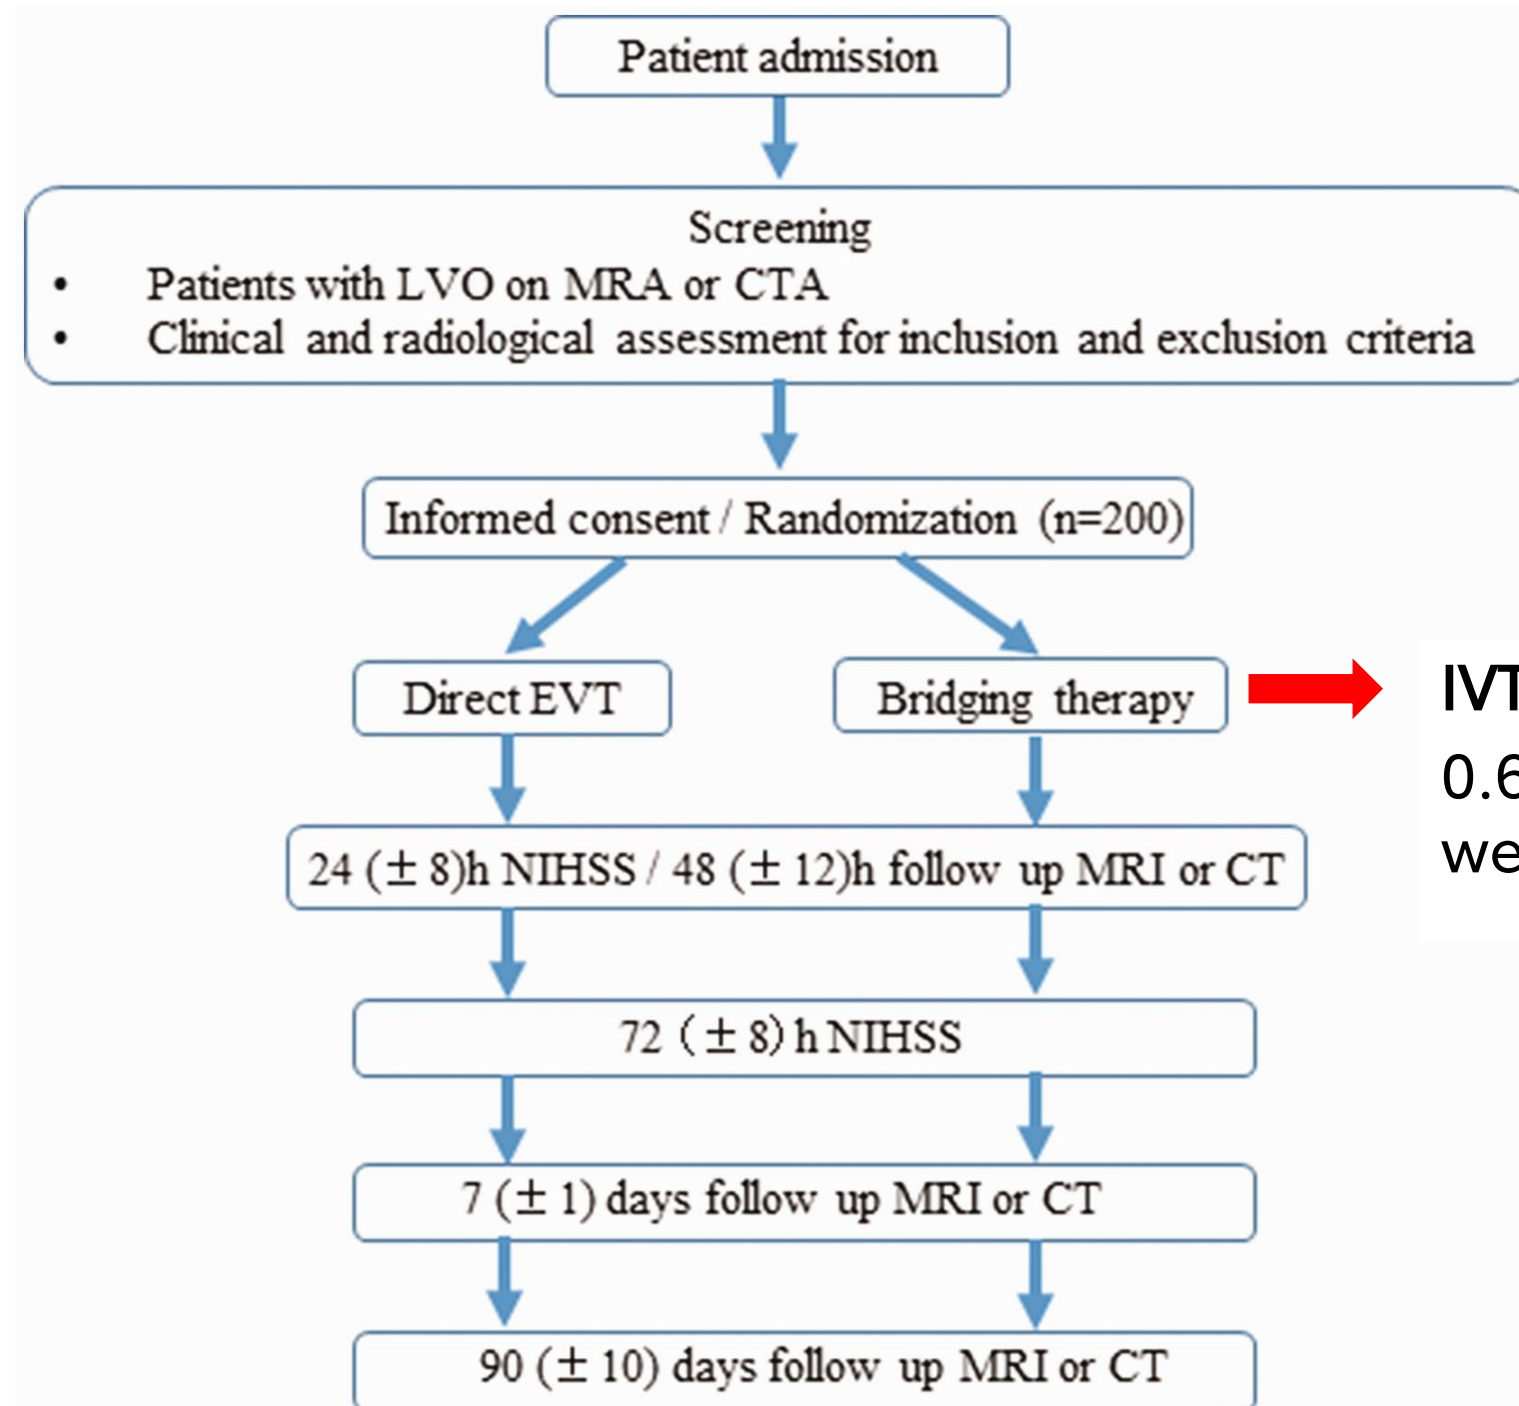 Patient admission
Screening
• Patients with LVO on MRA or CTA
• Clinical and radiological assessment for inclusion and exclusion criteria
Informed consent / Randomization (n=200)
Direct EVT
Bridging therapy
IVT
0.6
we
24 (± 8)h NIHSS / 48 (± 12)h follow up MRI or CT
72 (± 8) h NIHSS
7 (± 1) days follow up MRI or CT
90 (± 10) days follow up MRI or CT